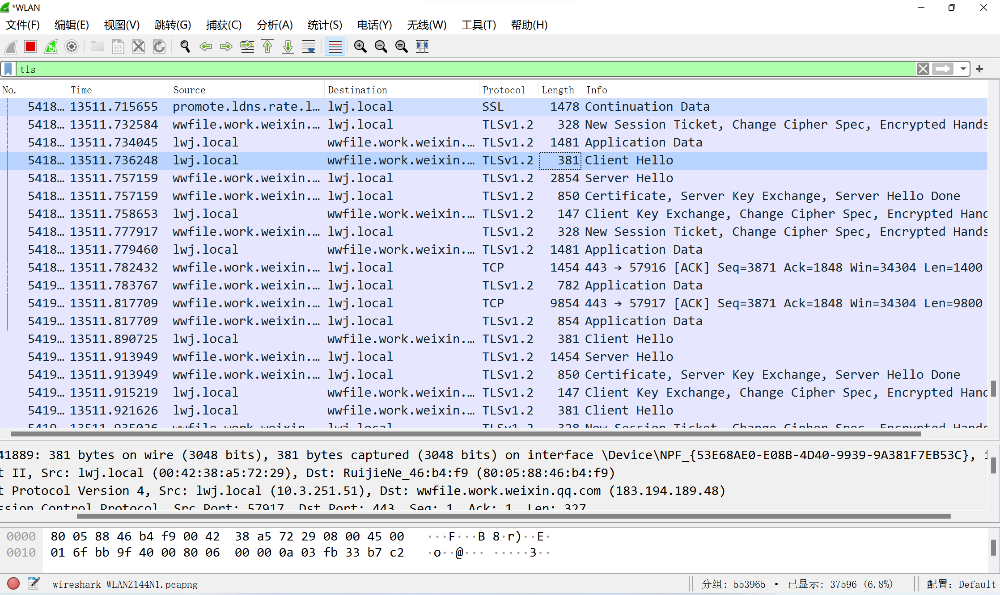 *WLAN
文件(F) 编辑(E) 视图(V) 跳转(G) 捕获(C) 分析(A) 统计(S) 电话(Y) 无线(W) 工具(T) 帮助(H)
tls
No. Time Source Destination Protocol Length Info
5418… 13511.715655 promote.ldns.rate.l… lwj.local SSL 1478 Continuation Data
5418… 13511.732584 wwfile.work.weixin.… lwj.local TLSv1.2 328 New Session Ticket, Change Cipher Spec, Encrypted Hands
5418… 13511.734045 lwj.local wwfile.work.weixin.… TLSv1.2 1481 Application Data
5418… 13511.736248 lwj.local wwfile.work.weixin.… TLSv1.2 381 Client Hello
5418… 13511.757159 wwfile.work.weixin.… lwj.local TLSv1.2 2854 Server Hello
5418… 13511.757159 wwfile.work.weixin.… lwj.local TLSv1.2 850 Certificate, Server Key Exchange, Server Hello Done
5418… 13511.758653 lwj.local wwfile.work.weixin.… TLSv1.2 147 Client Key Exchange, Change Cipher Spec, Encrypted Hand
5418… 13511.777917 wwfile.work.weixin.… lwj.local TLSv1.2 328 New Session Ticket, Change Cipher Spec, Encrypted Hands
5418… 13511.779460 lwj.local wwfile.work.weixin.… TLSv1.2 1481 Application Data
5418… 13511.782432 wwfile.work.weixin.… lwj.local TCP 1454 443 → 57916 [ACK] Seq=3871 Ack=1848 Win=34304 Len=1400
5419… 13511.783767 wwfile.work.weixin.… lwj.local TLSv1.2 782 Application Data
5419… 13511.817709 wwfile.work.weixin.… lwj.local TCP 9854 443 → 57917 [ACK] Seq=3871 Ack=1848 Win=34304 Len=9800
5419… 13511.817709 wwfile.work.weixin.… lwj.local TLSv1.2 854 Application Data
5419… 13511.890725 lwj.local wwfile.work.weixin.… TLSv1.2 381 Client Hello
5419… 13511.913949 wwfile.work.weixin.… lwj.local TLSv1.2 1454 Server Hello
5419… 13511.913949 wwfile.work.weixin.… lwj.local TLSv1.2 850 Certificate, Server Key Exchange, Server Hello Done
5419… 13511.915219 lwj.local wwfile.work.weixin.… TLSv1.2 147 Client Key Exchange, Change Cipher Spec, Encrypted Hand
5419… 13511.921626 lwj.local wwfile.work.weixin.… TLSv1.2 381 Client Hello
5419… 13511.935026 wwfile.work.weixin.… lwj.local TLSv1.2 328 New Session Ticket, Change Cipher Spec, Encrypted Hands
41889: 381 bytes on wire (3048 bits), 381 bytes captured (3048 bits) on interface \Device\NPF_{53E68AE0-E08B-4D40-9939-9A381F7EB53C}, i
t II, Src: lwj.local (00:42:38:a5:72:29), Dst: RuijieNe_46:b4:f9 (80:05:88:46:b4:f9)
t Protocol Version 4, Src: lwj.local (10.3.251.51), Dst: wwfile.work.weixin.qq.com (183.194.189.48)
ssion Control Protocol, Src Port: 57917, Dst Port: 443, Seq: 1, Ack: 1, Len: 327
0000 80 05 88 46 b4 f9 00 42 38 a5 72 29 08 00 45 00 ···F···B 8·r)··E·
0010 01 6f bb 9f 40 00 80 06 00 00 0a 03 fb 33 b7 c2 ·o··@··· ·····3··
wireshark_WLANZ144N1.pcapng 分组: 553965 · 已显示: 37596 (6.8%) 配置: Default